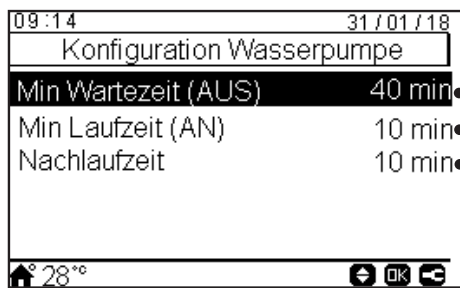 09:14 31/01/18
Konfiguration Wasserpumpe
Min Wartezeit (AUS) 40 min
Min Laufzeit (AN) 10 min
Nachlaufzeit 10 min
28°C OK